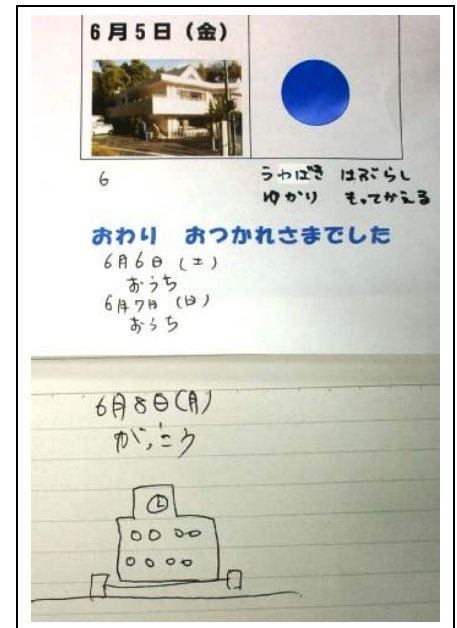 6月5日（金）
6
うわばき はぶらし
ゆかり もってかえる
おわり おつかれさまでした
6月6日（土）
おうち
6月7日（日）
おうち
6月8日（月）
がっこう